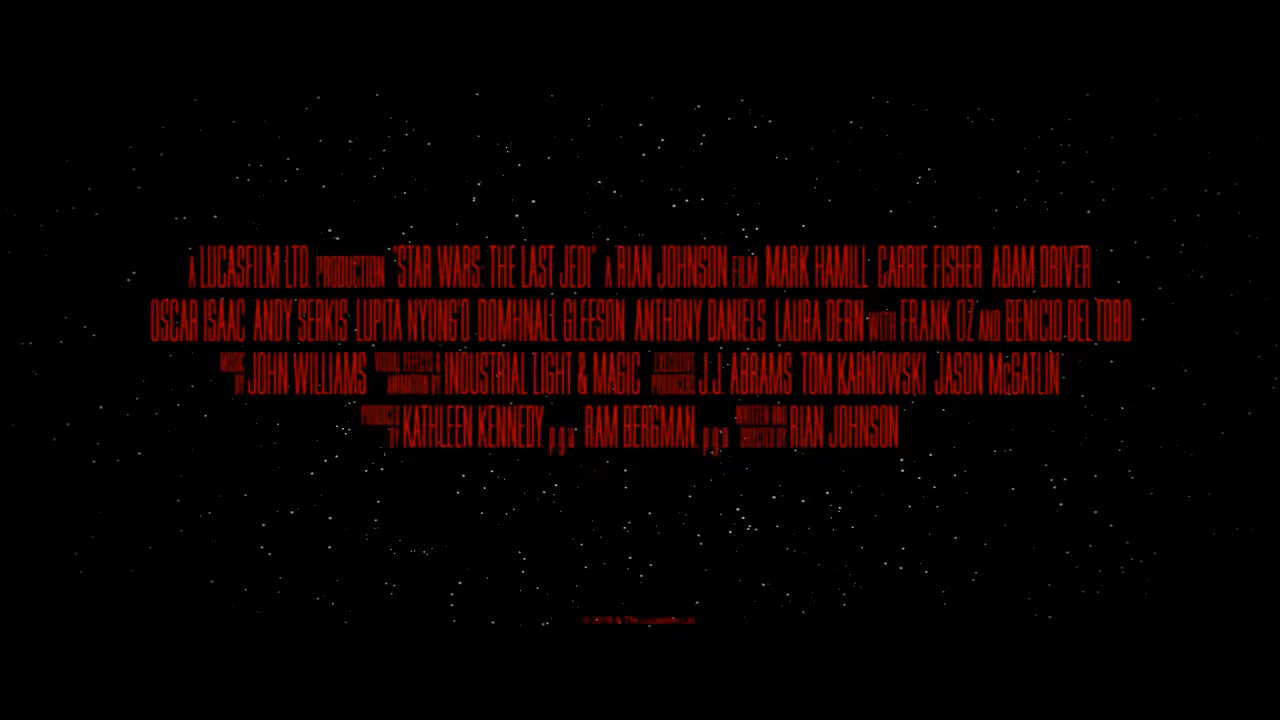 A LUCASFILM LTD. PRODUCTION "STAR WARS: THE LAST JEDI" A RIAN JOHNSON FILM MARK HAMILL CARRIE FISHER ADAM DRIVER
OSCAR ISAAC ANDY SERKIS LUPITA NYONG'O DOMHNALL GLEESON ANTHONY DANIELS LAURA DERN WITH FRANK OZ AND BENICIO DEL TORO
MUSIC BY JOHN WILLIAMS VISUAL EFFECTS & ANIMATION BY INDUSTRIAL LIGHT & MAGIC EXECUTIVE PRODUCERS J.J. ABRAMS TOM KARNOWSKI JASON McGATLIN
PRODUCED BY KATHLEEN KENNEDY, p.g.a. RAM BERGMAN, p.g.a. WRITTEN AND DIRECTED BY RIAN JOHNSON
© & TM Lucasfilm Ltd.